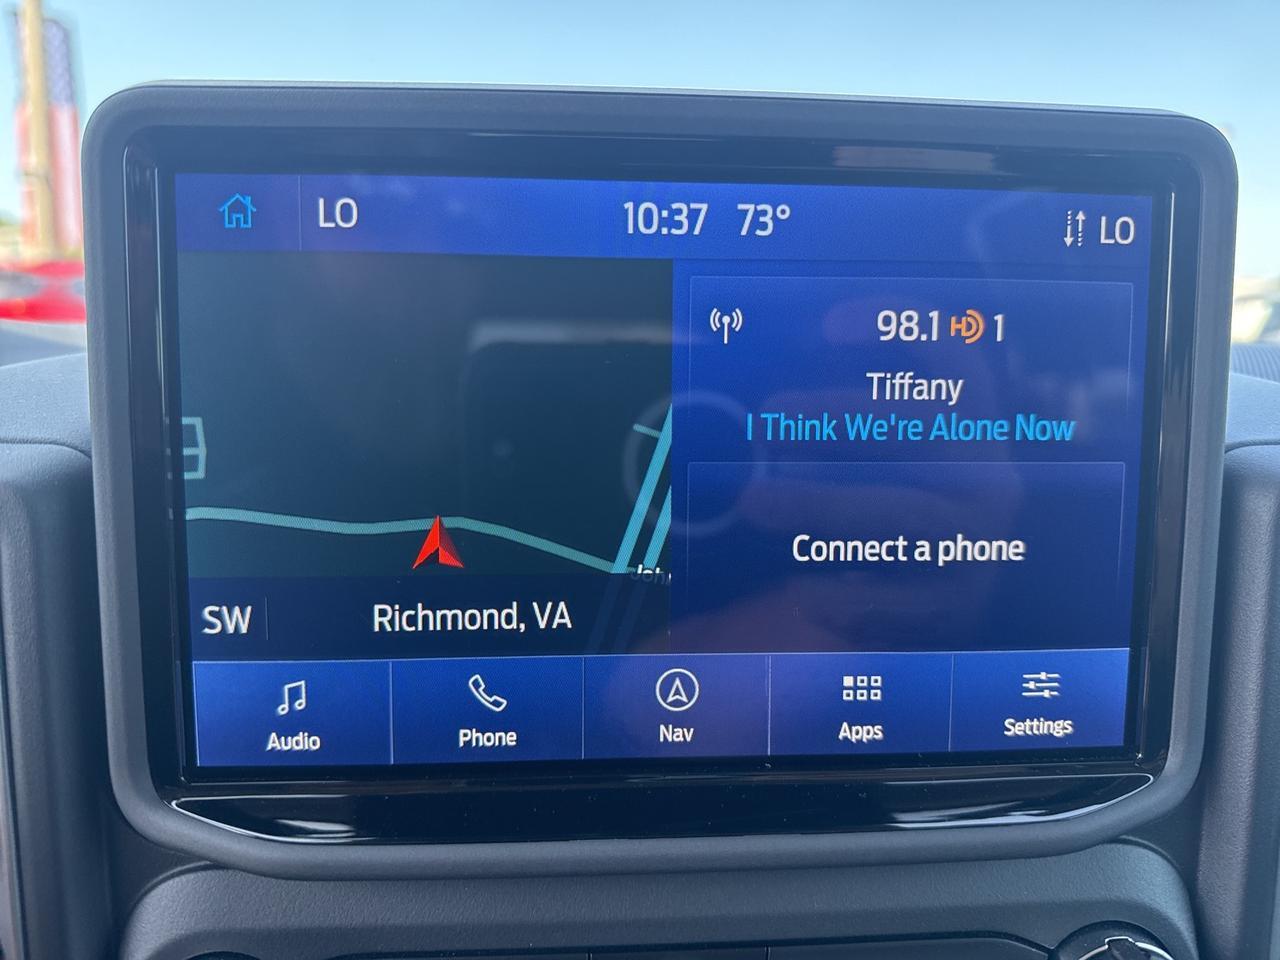 LO
10:37 73°
LO
98.1 HD 1
Tiffany
I Think We're Alone Now
Connect a phone
SW
Richmond, VA
Audio
Phone
Nav
Apps
Settings